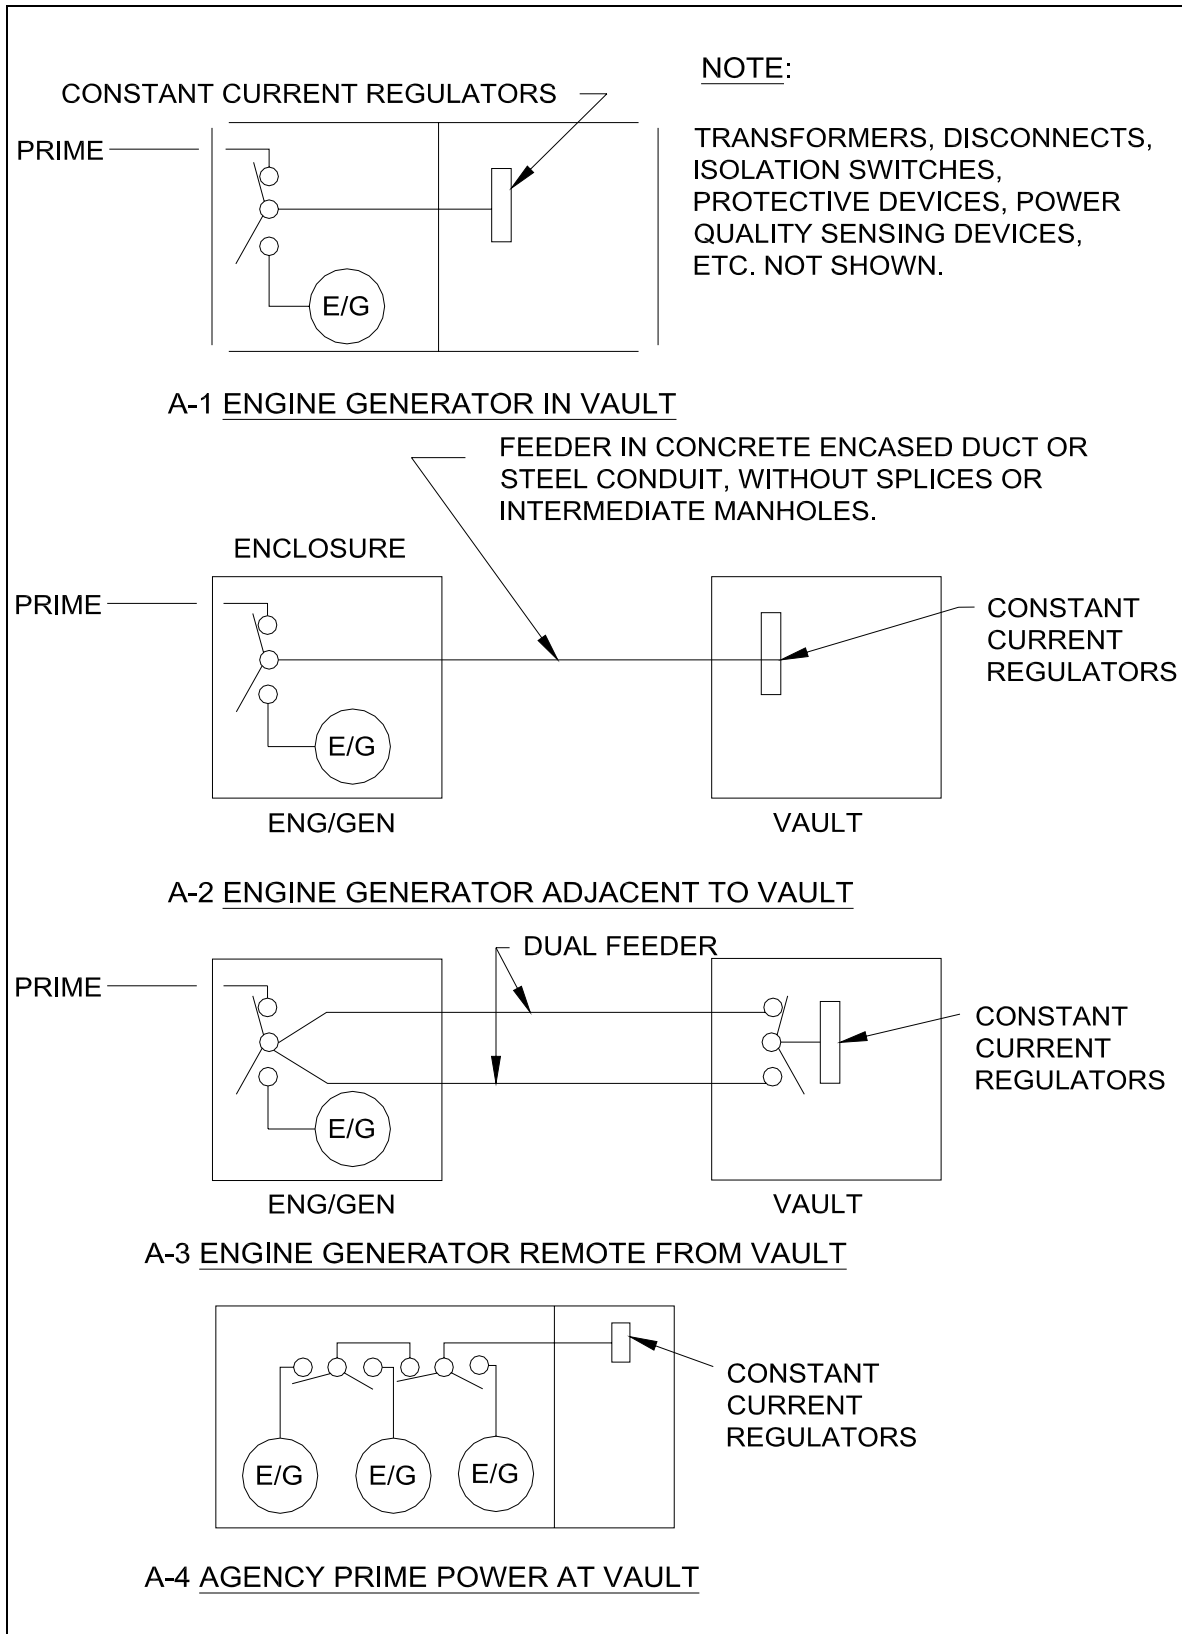 NOTE:
CONSTANT CURRENT REGULATORS
PRIME
TRANSFORMERS, DISCONNECTS,
ISOLATION SWITCHES,
PROTECTIVE DEVICES, POWER
QUALITY SENSING DEVICES,
ETC. NOT SHOWN.
E/G
A-1 ENGINE GENERATOR IN VAULT
FEEDER IN CONCRETE ENCASED DUCT OR
STEEL CONDUIT, WITHOUT SPLICES OR
INTERMEDIATE MANHOLES.
ENCLOSURE
PRIME
CONSTANT
CURRENT
REGULATORS
E/G
ENG/GEN
VAULT
A-2 ENGINE GENERATOR ADJACENT TO VAULT
DUAL FEEDER
PRIME
CONSTANT
CURRENT
REGULATORS
E/G
ENG/GEN
VAULT
A-3 ENGINE GENERATOR REMOTE FROM VAULT
CONSTANT
CURRENT
REGULATORS
E/G
E/G
E/G
A-4 AGENCY PRIME POWER AT VAULT